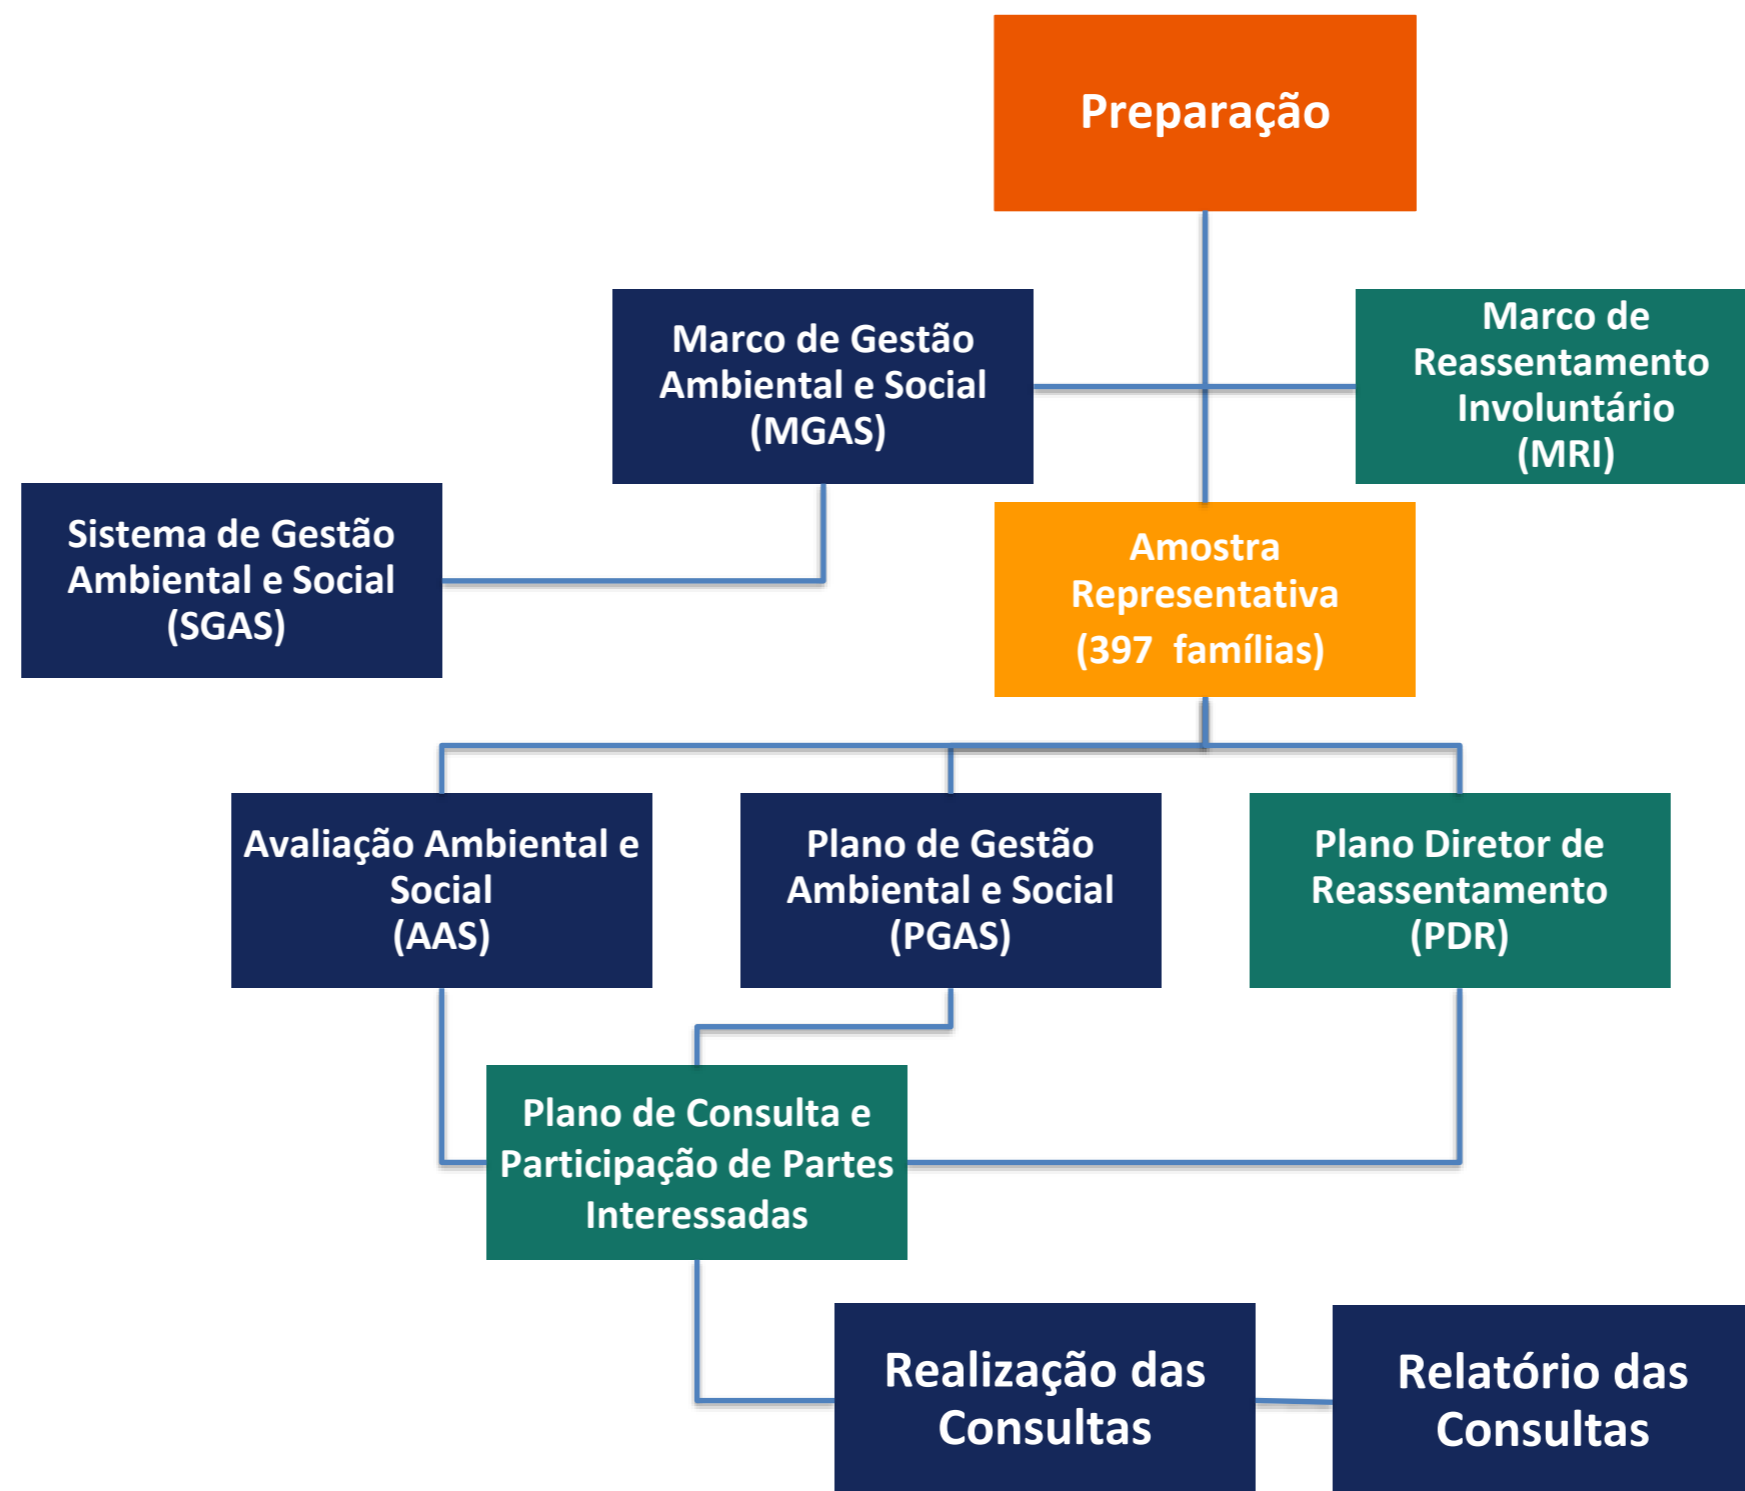 Preparação
Marco de Gestão
Ambiental e Social
(MGAS)
Marco de
Reassentamento
Involuntário
(MRI)
Sistema de Gestão
Ambiental e Social
(SGAS)
Amostra
Representativa
(397 famílias)
Avaliação Ambiental e
Social
(AAS)
Plano de Gestão
Ambiental e Social
(PGAS)
Plano Diretor de
Reassentamento
(PDR)
Plano de Consulta e
Participação de Partes
Interessadas
Realização das
Consultas
Relatório das
Consultas